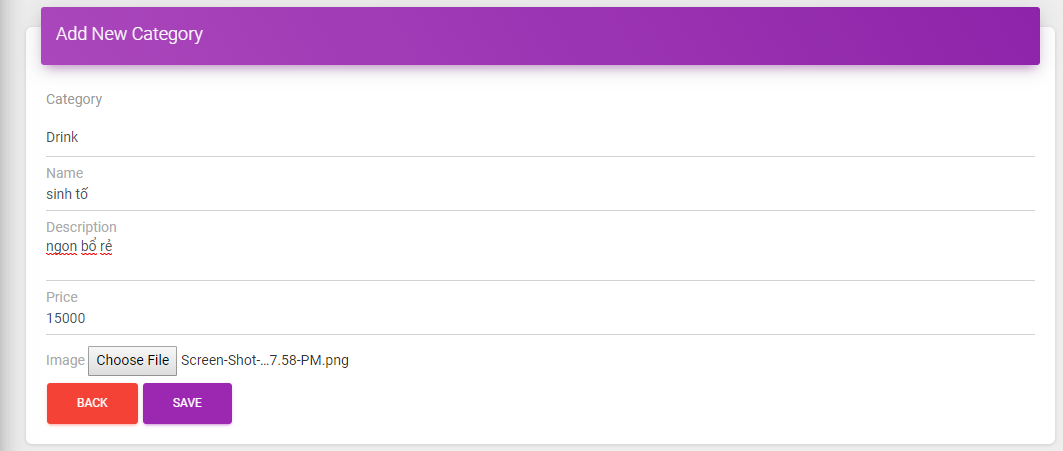 Add New Category
Category
Drink
Name
sinh tố
Description
ngon bổ rẻ
Price
15000
Image Choose File Screen-Shot-...7.58-PM.png
BACK SAVE